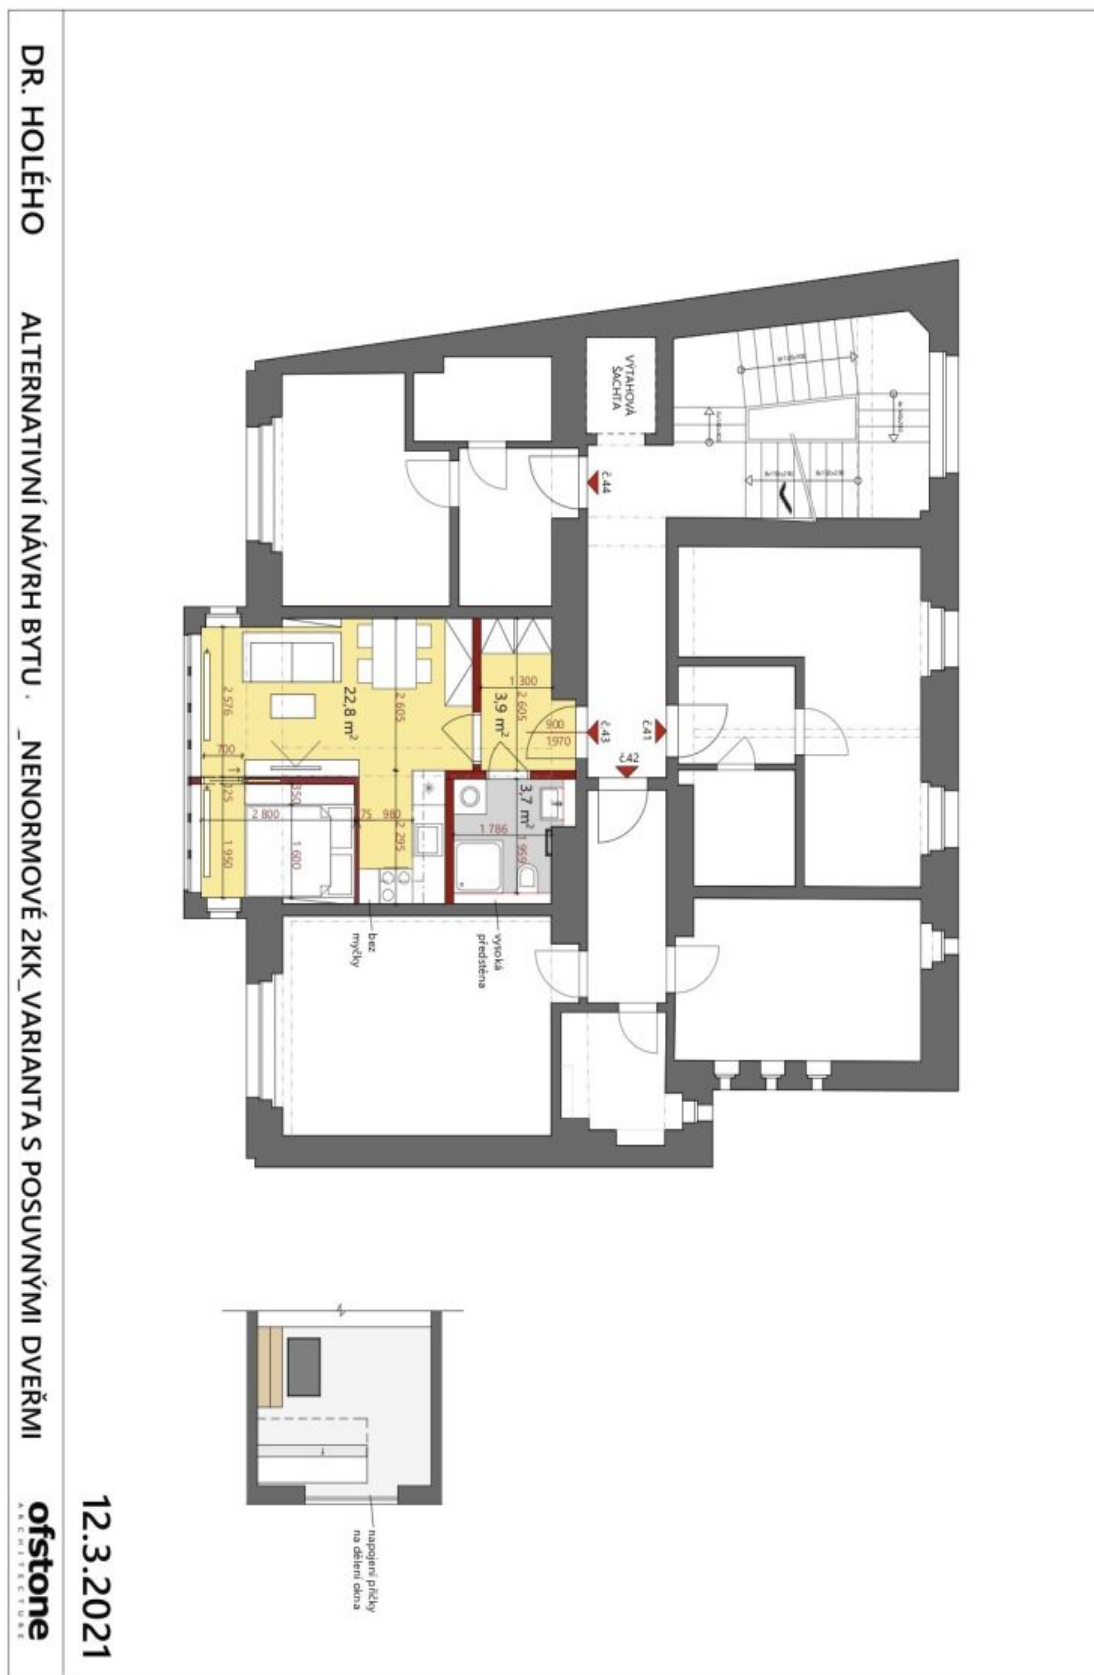 DR. HOLÉHO
ALTERNATIVNÍ NÁVRH BYTU .
_NENORMOVÉ 2KK_VARIANTA S POSUVNÝMI DVEŘMI
ofstone
ARCHITECTURE
12.3.2021
VÝTAHOVÁ
ŠACHTA
č.44
č.43
č.41
č.42
900
1970
1 300
2 605
3,9 m²
2 605
22,8 m²
2 576
700
3,7 m²
1 786
1 959
980
2 295
2 800
1 600
1 950
bez
myčky
vysoká
předstěna
napojení příčky
na dělení okna